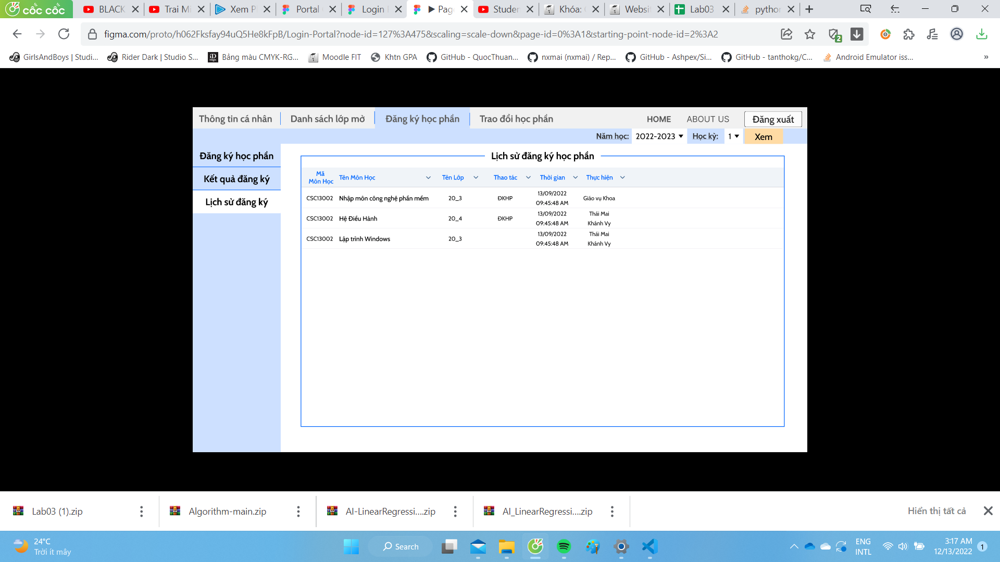 cốc cốc
BLACK
Trai Mi
Xem P
Portal
Login
▶ Pag
Studen
Khóa:
Websit
Lab03
python
figma.com/proto/h062Fksfay94uQ5He8kFpB/Login-Portal?node-id=127%3A475&scaling=scale-down&page-id=0%3A1&starting-point-node-id=2%3A2
2
GirlsAndBoys | Studi...
Rider Dark | Studio S...
Bảng màu CMYK-RG...
Moodle FIT
Khtn GPA
GitHub - QuocThuan...
nxmai (nxmai) / Rep...
GitHub - Ashpex/Si...
GitHub - tanthokg/C...
Android Emulator iss...
»
Thông tin cá nhân
Danh sách lớp mở
Đăng ký học phần
Trao đổi học phần
HOME
ABOUT US
Đăng xuất
Năm học:
2022-2023
Học kỳ:
1
Xem
Đăng ký học phần
Kết quả đăng ký
Lịch sử đăng ký
Lịch sử đăng ký học phần
Mã
Môn Học
Tên Môn Học
Tên Lớp
Thao tác
Thời gian
Thực hiện
CSC13002
Nhập môn công nghệ phần mềm
20_3
ĐKHP
13/09/2022
09:45:48 AM
Giáo vụ Khoa
CSC13002
Hệ Điều Hành
20_4
ĐKHP
13/09/2022
09:45:48 AM
Thái Mai
Khánh Vy
CSC13002
Lập trình Windows
20_3
13/09/2022
09:45:48 AM
Thái Mai
Khánh Vy
Lab03 (1).zip
Algorithm-main.zip
AI-LinearRegressi....zip
AI_LinearRegressi....zip
Hiển thị tất cả
24°C
Trời ít mây
Search
ENG
INTL
3:17 AM
12/13/2022
1